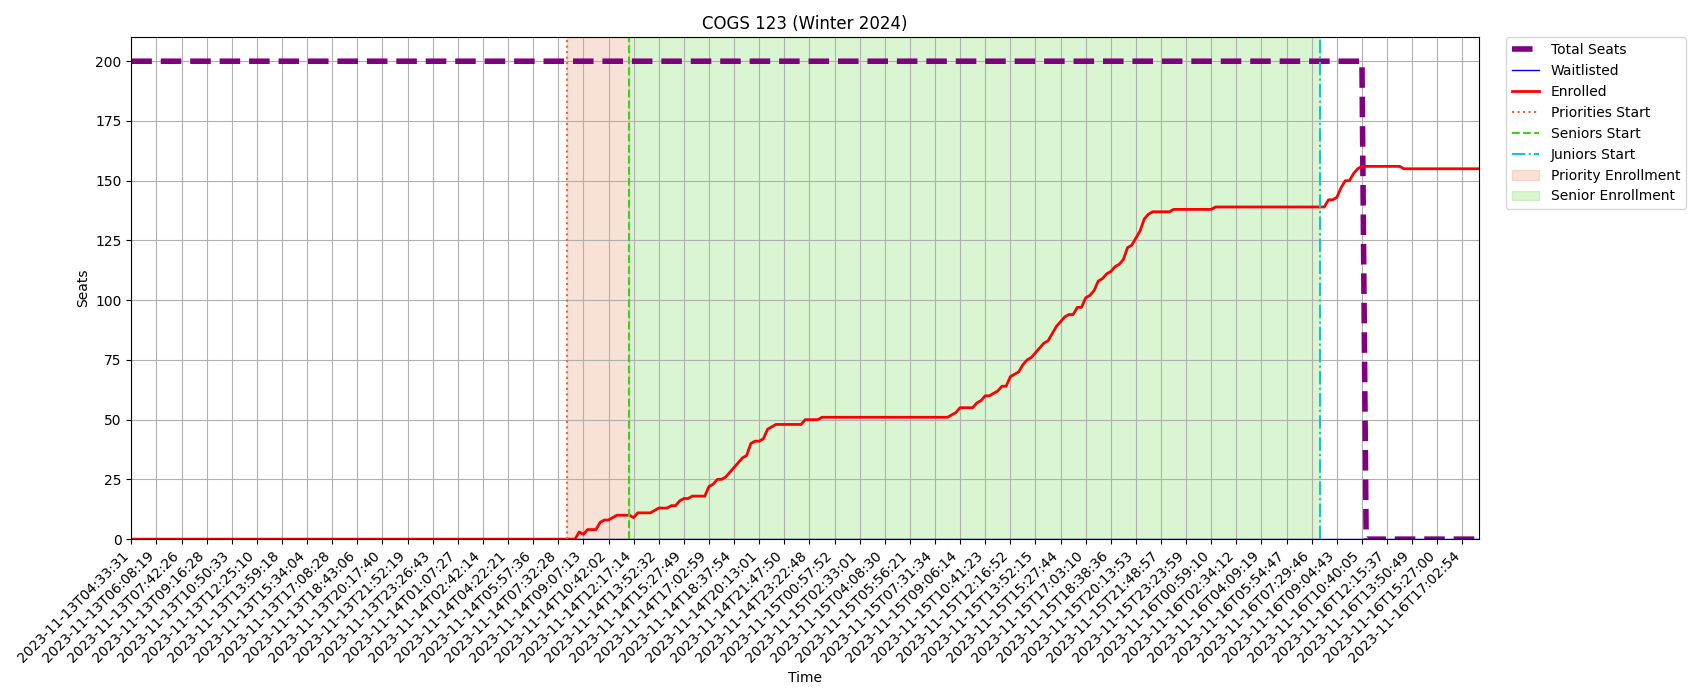 COGS 123 (Winter 2024)
200
175
150
125
100
75
50
25
0
Seats
2023-11-13T04:33:31
2023-11-13T06:08:19
2023-11-13T07:42:26
2023-11-13T09:16:28
2023-11-13T10:50:33
2023-11-13T12:25:10
2023-11-13T13:59:18
2023-11-13T15:34:04
2023-11-13T17:08:28
2023-11-13T18:43:06
2023-11-13T20:17:40
2023-11-13T21:52:19
2023-11-13T23:26:43
2023-11-14T01:07:27
2023-11-14T02:42:14
2023-11-14T04:22:21
2023-11-14T05:57:36
2023-11-14T07:32:28
2023-11-14T09:07:13
2023-11-14T10:42:02
2023-11-14T12:17:14
2023-11-14T13:52:32
2023-11-14T15:27:49
2023-11-14T17:02:59
2023-11-14T18:37:54
2023-11-14T20:13:01
2023-11-14T21:47:50
2023-11-14T23:22:48
2023-11-15T00:57:52
2023-11-15T02:33:01
2023-11-15T04:08:30
2023-11-15T05:56:21
2023-11-15T07:31:34
2023-11-15T09:06:14
2023-11-15T10:41:23
2023-11-15T12:16:52
2023-11-15T13:52:15
2023-11-15T15:27:44
2023-11-15T17:03:10
2023-11-15T18:38:36
2023-11-15T20:13:53
2023-11-15T21:48:57
2023-11-15T23:23:59
2023-11-16T00:59:10
2023-11-16T02:34:12
2023-11-16T04:09:19
2023-11-16T05:54:47
2023-11-16T07:29:46
2023-11-16T09:04:43
2023-11-16T10:40:05
2023-11-16T12:15:37
2023-11-16T13:50:49
2023-11-16T15:27:00
2023-11-16T17:02:54
Time
Total Seats
Waitlisted
Enrolled
Priorities Start
Seniors Start
Juniors Start
Priority Enrollment
Senior Enrollment